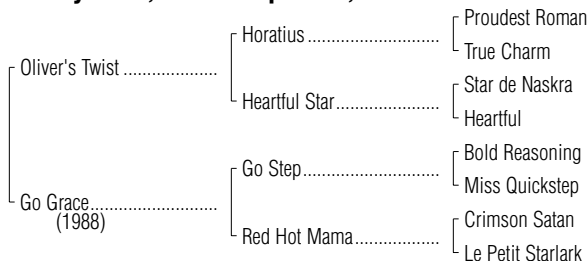 Proudest Roman
Horatius
True Charm
Oliver's Twist
Star de Naskra
Heartful Star
Heartful
Bold Reasoning
Go Step
Miss Quickstep
Go Grace
(1988)
Crimson Satan
Red Hot Mama
Le Petit Starlark